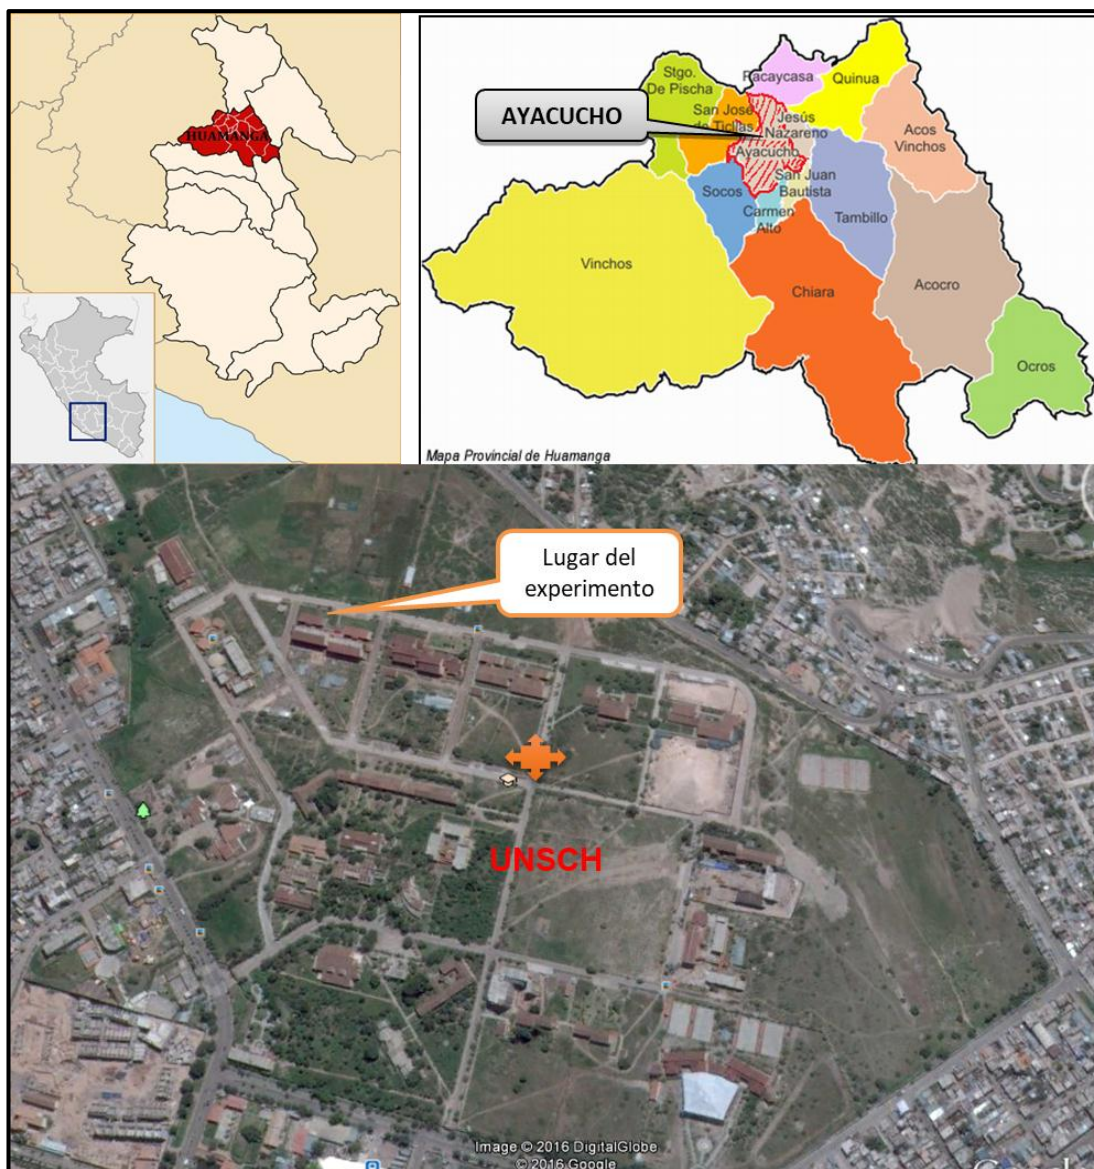 HUAMANGA
Stgo.
De Pischa
Pacaycasa
Quinua
San José
de Ticllas
Jesús
Nazareno
Acos
Vinchos
AYACUCHO
Ayacucho
San Juan
Bautista
Socos
Carmen
Alto
Tambillo
Vinchos
Chiara
Acocro
Ocros
Mapa Provincial de Huamanga
Lugar del
experimento
UNSCH
Image © 2016 DigitalGlobe
© 2016 Google